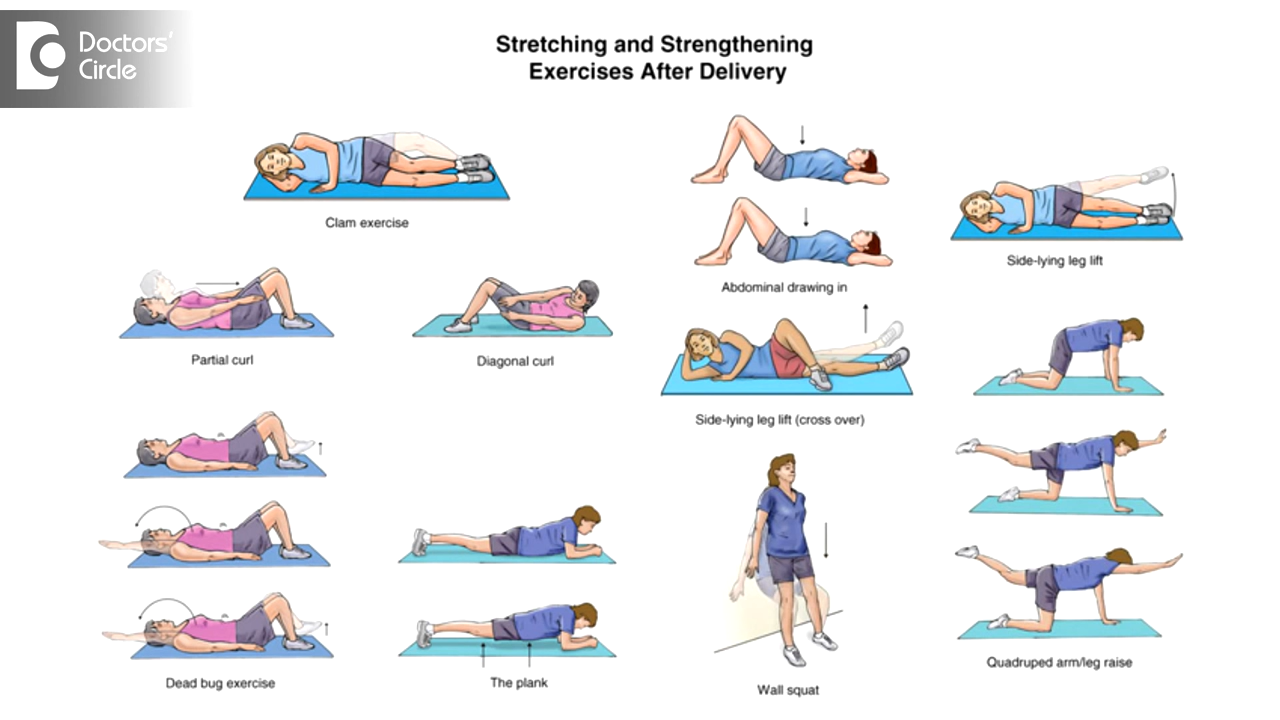 Doctors'
Circle
Stretching and Strengthening
Exercises After Delivery
Clam exercise
Abdominal drawing in
Side-lying leg lift
Partial curl
Diagonal curl
Side-lying leg lift (cross over)
Dead bug exercise
The plank
Wall squat
Quadruped arm/leg raise